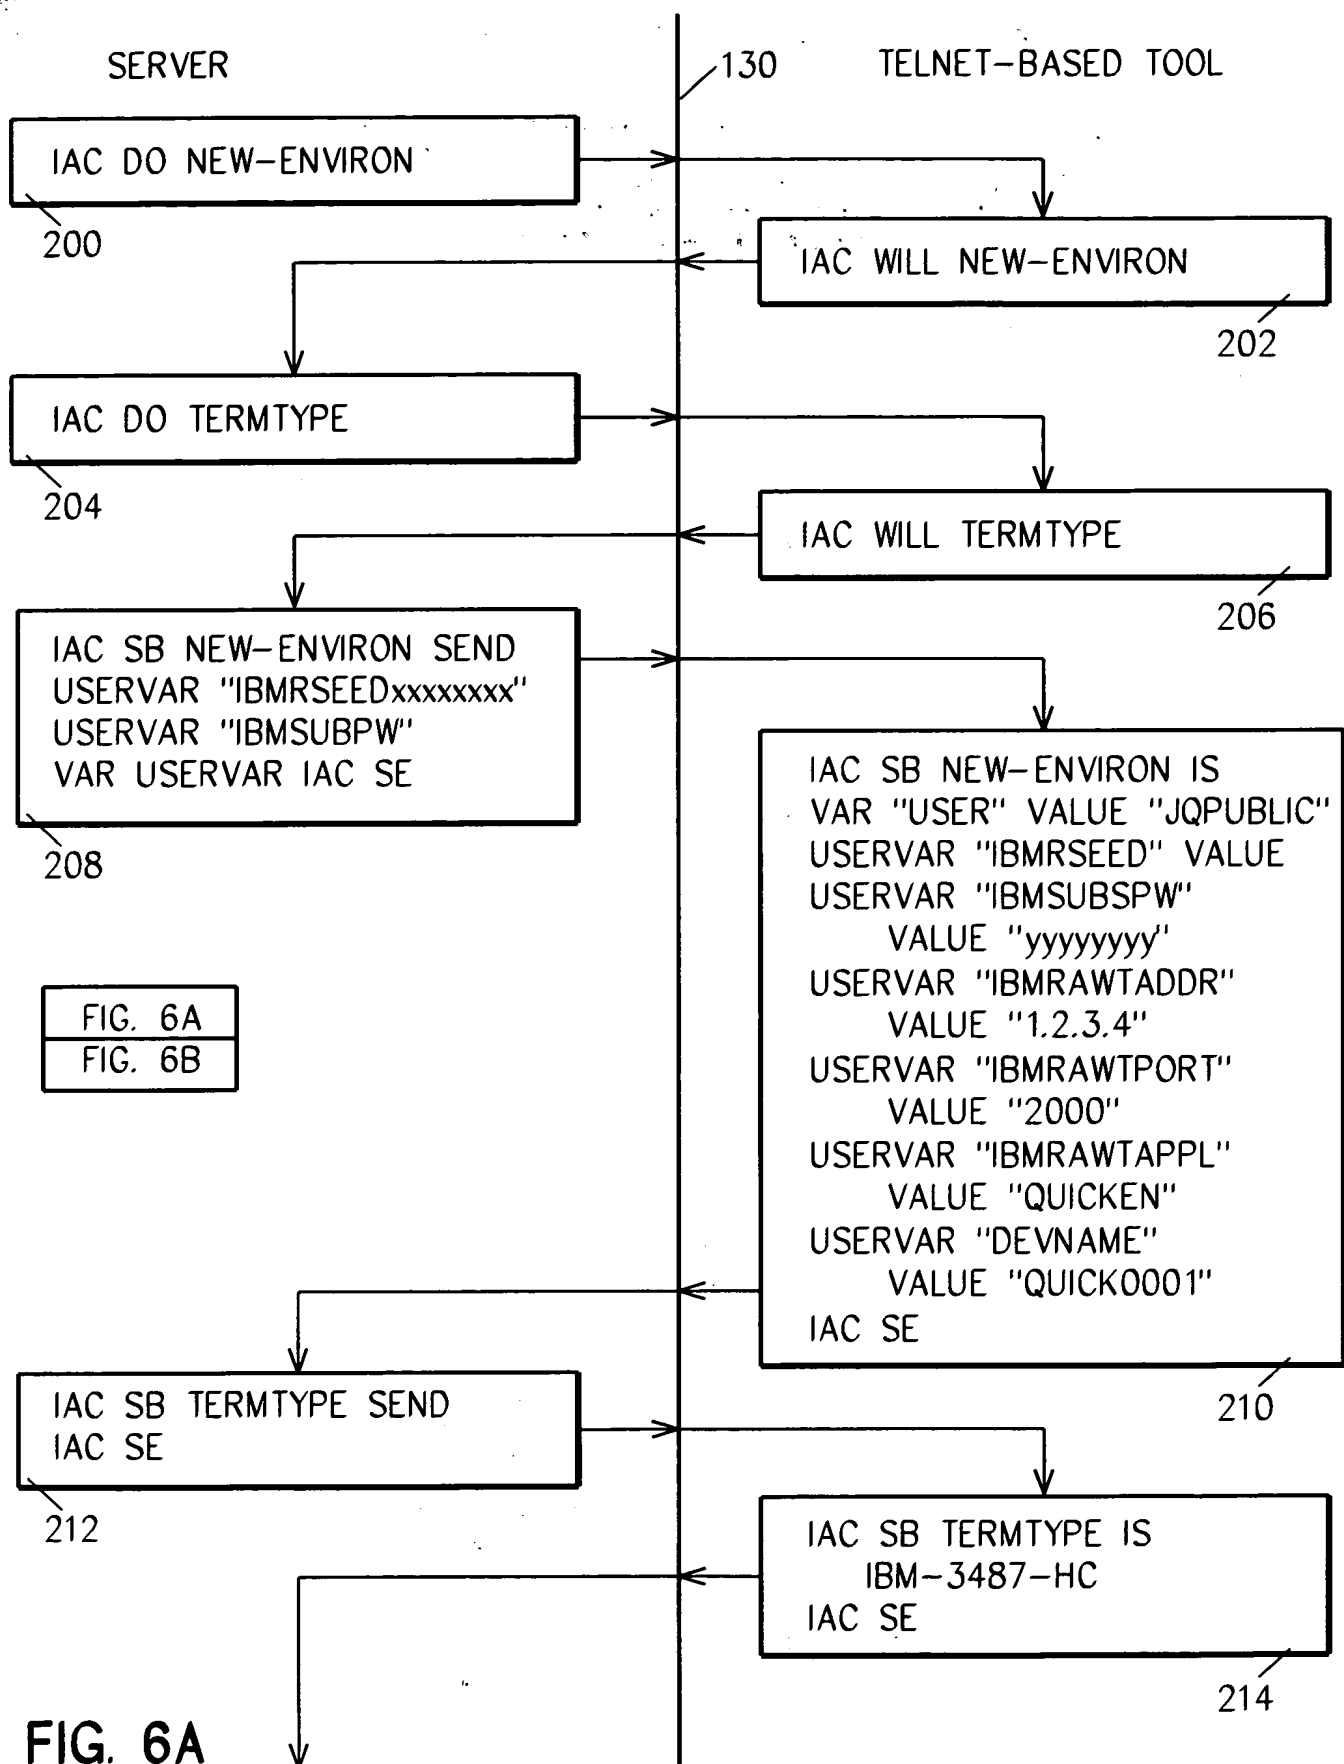 SERVER
130
TELNET-BASED TOOL
IAC DO NEW-ENVIRON
200
IAC WILL NEW-ENVIRON
202
IAC DO TERMTYPE
204
IAC WILL TERMTYPE
206
IAC SB NEW-ENVIRON SEND
USERVAR "IBMRSEEDxxxxxxxx"
USERVAR "IBMSUBPW"
VAR USERVAR IAC SE
208
IAC SB NEW-ENVIRON IS
VAR "USER" VALUE "JQPUBLIC"
USERVAR "IBMRSEED" VALUE
USERVAR "IBMSUBSPW"
VALUE "yyyyyyyy"
USERVAR "IBMRAWTADDR"
VALUE "1.2.3.4"
USERVAR "IBMRAWTPORT"
VALUE "2000"
USERVAR "IBMRAWTAPPL"
VALUE "QUICKEN"
USERVAR "DEVNAME"
VALUE "QUICK0001"
IAC SE
210
FIG. 6A
FIG. 6B
IAC SB TERMTYPE SEND
IAC SE
212
IAC SB TERMTYPE IS
IBM-3487-HC
IAC SE
214
FIG. 6A